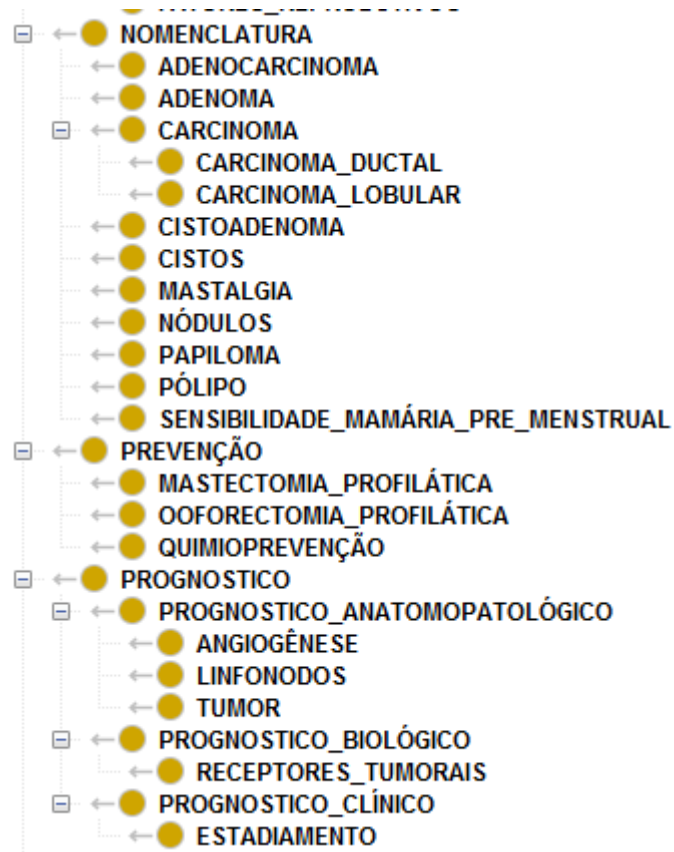 NOMENCLATURA
ADENOCARCINOMA
ADENOMA
CARCINOMA
CARCINOMA_DUCTAL
CARCINOMA_LOBULAR
CISTOADENOMA
CISTOS
MASTALGIA
NÓDULOS
PAPILOMA
PÓLIPO
SENSIBILIDADE_MAMÁRIA_PRE_MENSTRUAL
PREVENÇÃO
MASTECTOMIA_PROFILÁTICA
OOFORECTOMIA_PROFILÁTICA
QUIMIOPREVENÇÃO
PROGNOSTICO
PROGNOSTICO_ANATOMOPATOLÓGICO
ANGIOGÊNESE
LINFONODOS
TUMOR
PROGNOSTICO_BIOLÓGICO
RECEPTORES_TUMORAIS
PROGNOSTICO_CLÍNICO
ESTADIAMENTO